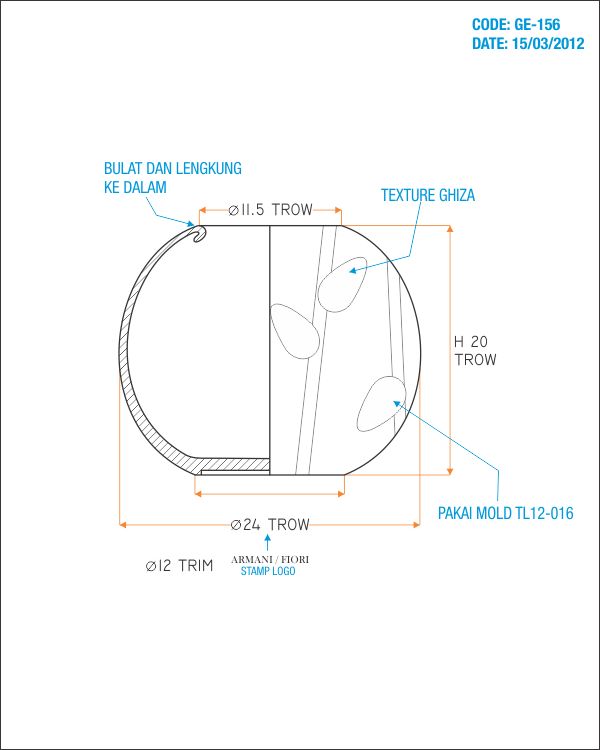 CODE: GE-156
DATE: 15/03/2012
BULAT DAN LENGKUNG
KE DALAM
TEXTURE GHIZA
Ø11.5 TROW
H 20
TROW
PAKAI MOLD TL12-016
Ø24 TROW
Ø12 TRIM
ARMANI / FIORI
STAMP LOGO